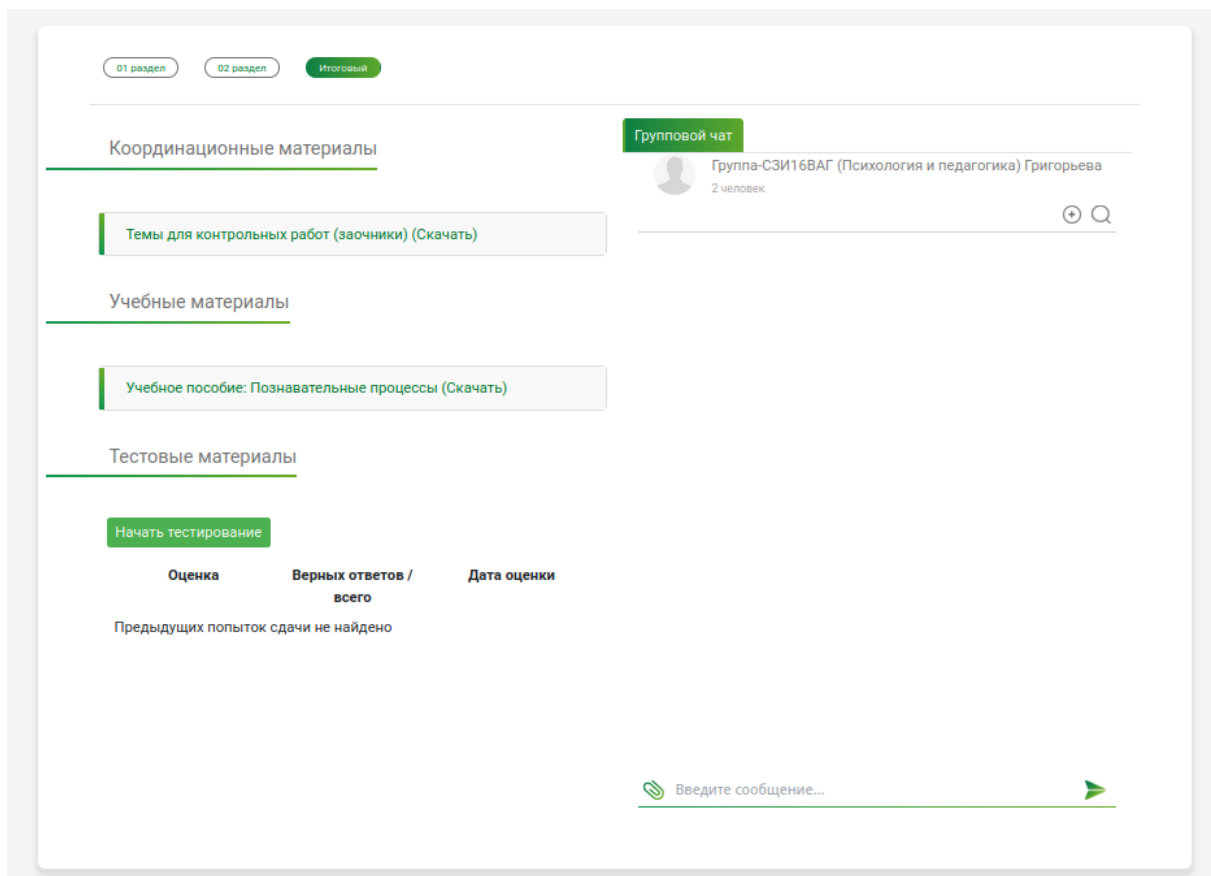 01 раздел
02 раздел
Итоговый
Координационные материалы
Темы для контрольных работ (заочники) (Скачать)
Учебные материалы
Учебное пособие: Познавательные процессы (Скачать)
Тестовые материалы
Начать тестирование
Оценка
Верных ответов /
всего
Дата оценки
Предыдущих попыток сдачи не найдено
Групповой чат
Группа-СЗИ16ВАГ (Психология и педагогика) Григорьева
2 человек
Введите сообщение...